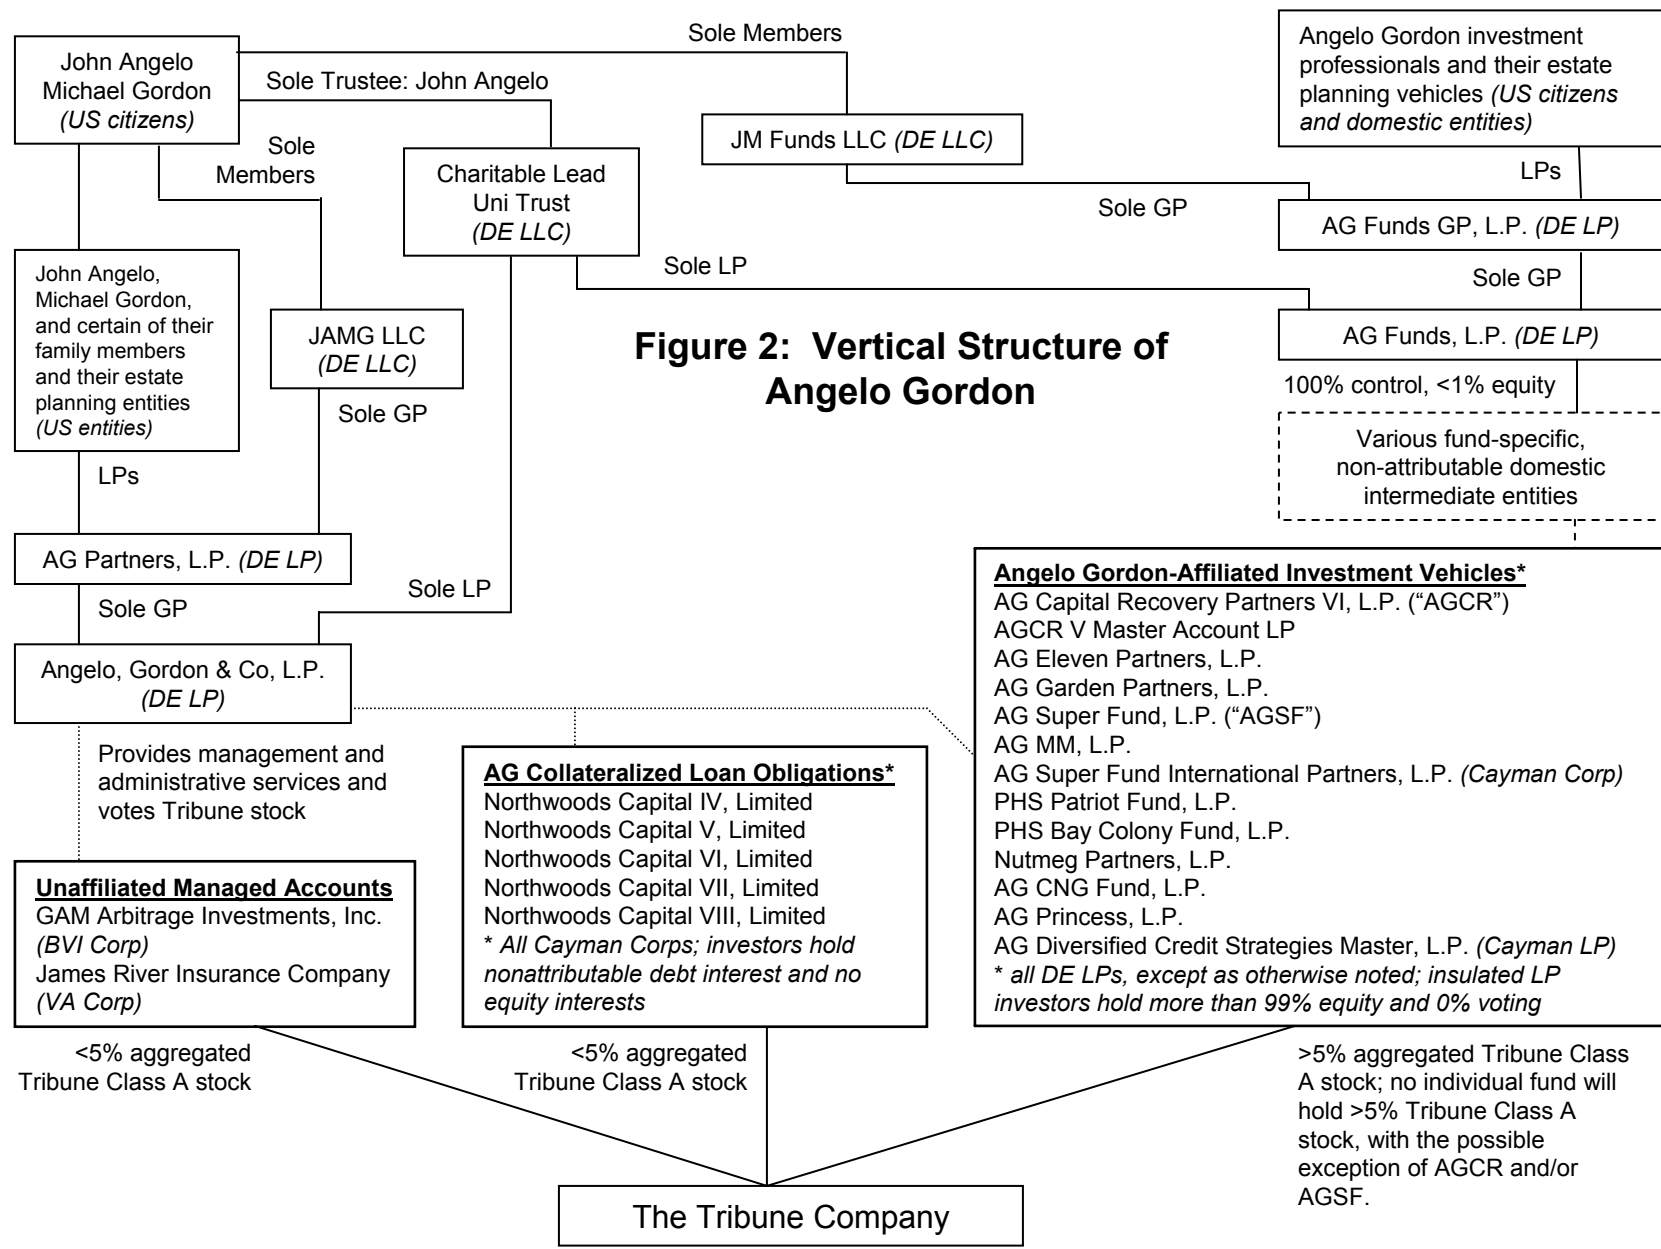 John Angelo
Michael Gordon
(US citizens)
Sole Members
Sole Trustee: John Angelo
Angelo Gordon investment
professionals and their estate
planning vehicles (US citizens
and domestic entities)
Sole
Members
Charitable Lead
Uni Trust
(DE LLC)
JM Funds LLC (DE LLC)
LPs
Sole GP
AG Funds GP, L.P. (DE LP)
John Angelo,
Michael Gordon,
and certain of their
family members
and their estate
planning entities
(US entities)
JAMG LLC
(DE LLC)
Sole LP
Sole GP
AG Funds, L.P. (DE LP)
Figure 2: Vertical Structure of
Angelo Gordon
100% control, <1% equity
Sole GP
Various fund-specific,
non-attributable domestic
intermediate entities
LPs
AG Partners, L.P. (DE LP)
Sole GP
Sole LP
Angelo, Gordon & Co, L.P.
(DE LP)
Provides management and
administrative services and
votes Tribune stock
Unaffiliated Managed Accounts
GAM Arbitrage Investments, Inc.
(BVI Corp)
James River Insurance Company
(VA Corp)
AG Collateralized Loan Obligations*
Northwoods Capital IV, Limited
Northwoods Capital V, Limited
Northwoods Capital VI, Limited
Northwoods Capital VII, Limited
Northwoods Capital VIII, Limited
* All Cayman Corps; investors hold
nonattributable debt interest and no
equity interests
Angelo Gordon-Affiliated Investment Vehicles*
AG Capital Recovery Partners VI, L.P. (“AGCR”)
AGCR V Master Account LP
AG Eleven Partners, L.P.
AG Garden Partners, L.P.
AG Super Fund, L.P. (“AGSF”)
AG MM, L.P.
AG Super Fund International Partners, L.P. (Cayman Corp)
PHS Patriot Fund, L.P.
PHS Bay Colony Fund, L.P.
Nutmeg Partners, L.P.
AG CNG Fund, L.P.
AG Princess, L.P.
AG Diversified Credit Strategies Master, L.P. (Cayman LP)
* all DE LPs, except as otherwise noted; insulated LP
investors hold more than 99% equity and 0% voting
<5% aggregated
Tribune Class A stock
<5% aggregated
Tribune Class A stock
>5% aggregated Tribune Class
A stock; no individual fund will
hold >5% Tribune Class A
stock, with the possible
exception of AGCR and/or
AGSF.
The Tribune Company